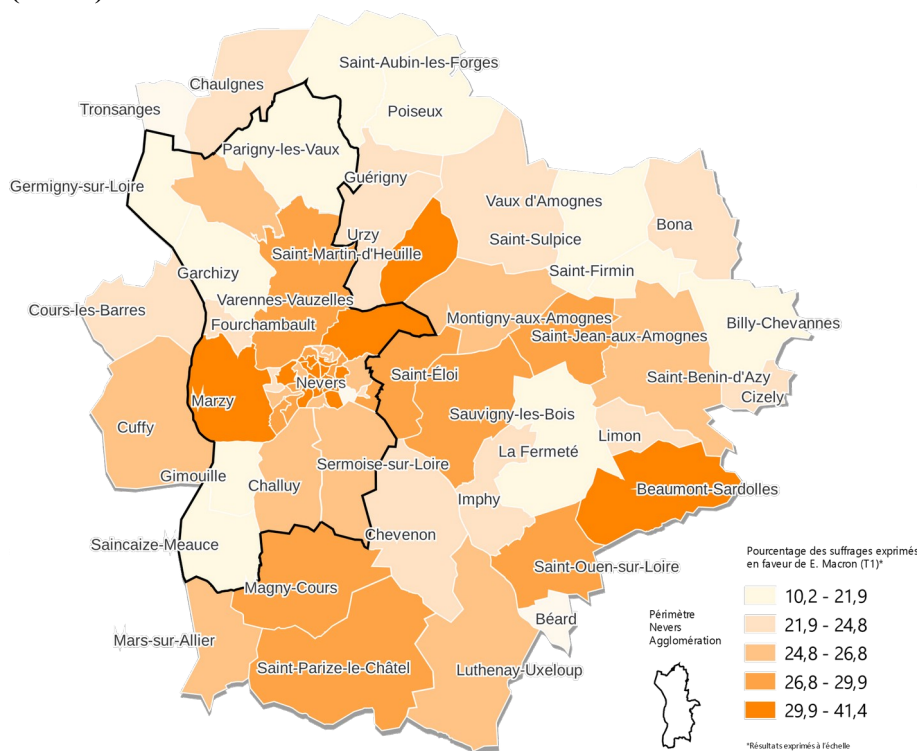 Saint-Aubin-les-Forges
Chaulgnes
Tronsanges
Poiseux
Parigny-les-Vaux
Guérigny
Germigny-sur-Loire
Vaux d'Amognes
Bona
Urzy
Saint-Sulpice
Saint-Martin-d'Heuille
Garchizy
Saint-Firmin
Varennes-Vauzelles
Cours-les-Barres
Fourchambault
Montigny-aux-Amognes
Billy-Chevannes
Saint-Jean-aux-Amognes
Saint-Éloi
Saint-Benin-d'Azy
Nevers
Cizely
Marzy
Sauvigny-les-Bois
Cuffy
Limon
La Fermeté
Sermoise-sur-Loire
Gimouille
Challuy
Imphy
Beaumont-Sardolles
Chevenon
Saincaize-Meauce
Saint-Ouen-sur-Loire
Magny-Cours
Béard
Mars-sur-Allier
Saint-Parize-le-Châtel
Luthenay-Uxeloup
Périmètre
Nevers
Agglomération
Pourcentage des suffrages exprimés
en faveur de E. Macron (T1)*
10,2 - 21,9
21,9 - 24,8
24,8 - 26,8
26,8 - 29,9
29,9 - 41,4
*Résultats exprimés à l'échelle